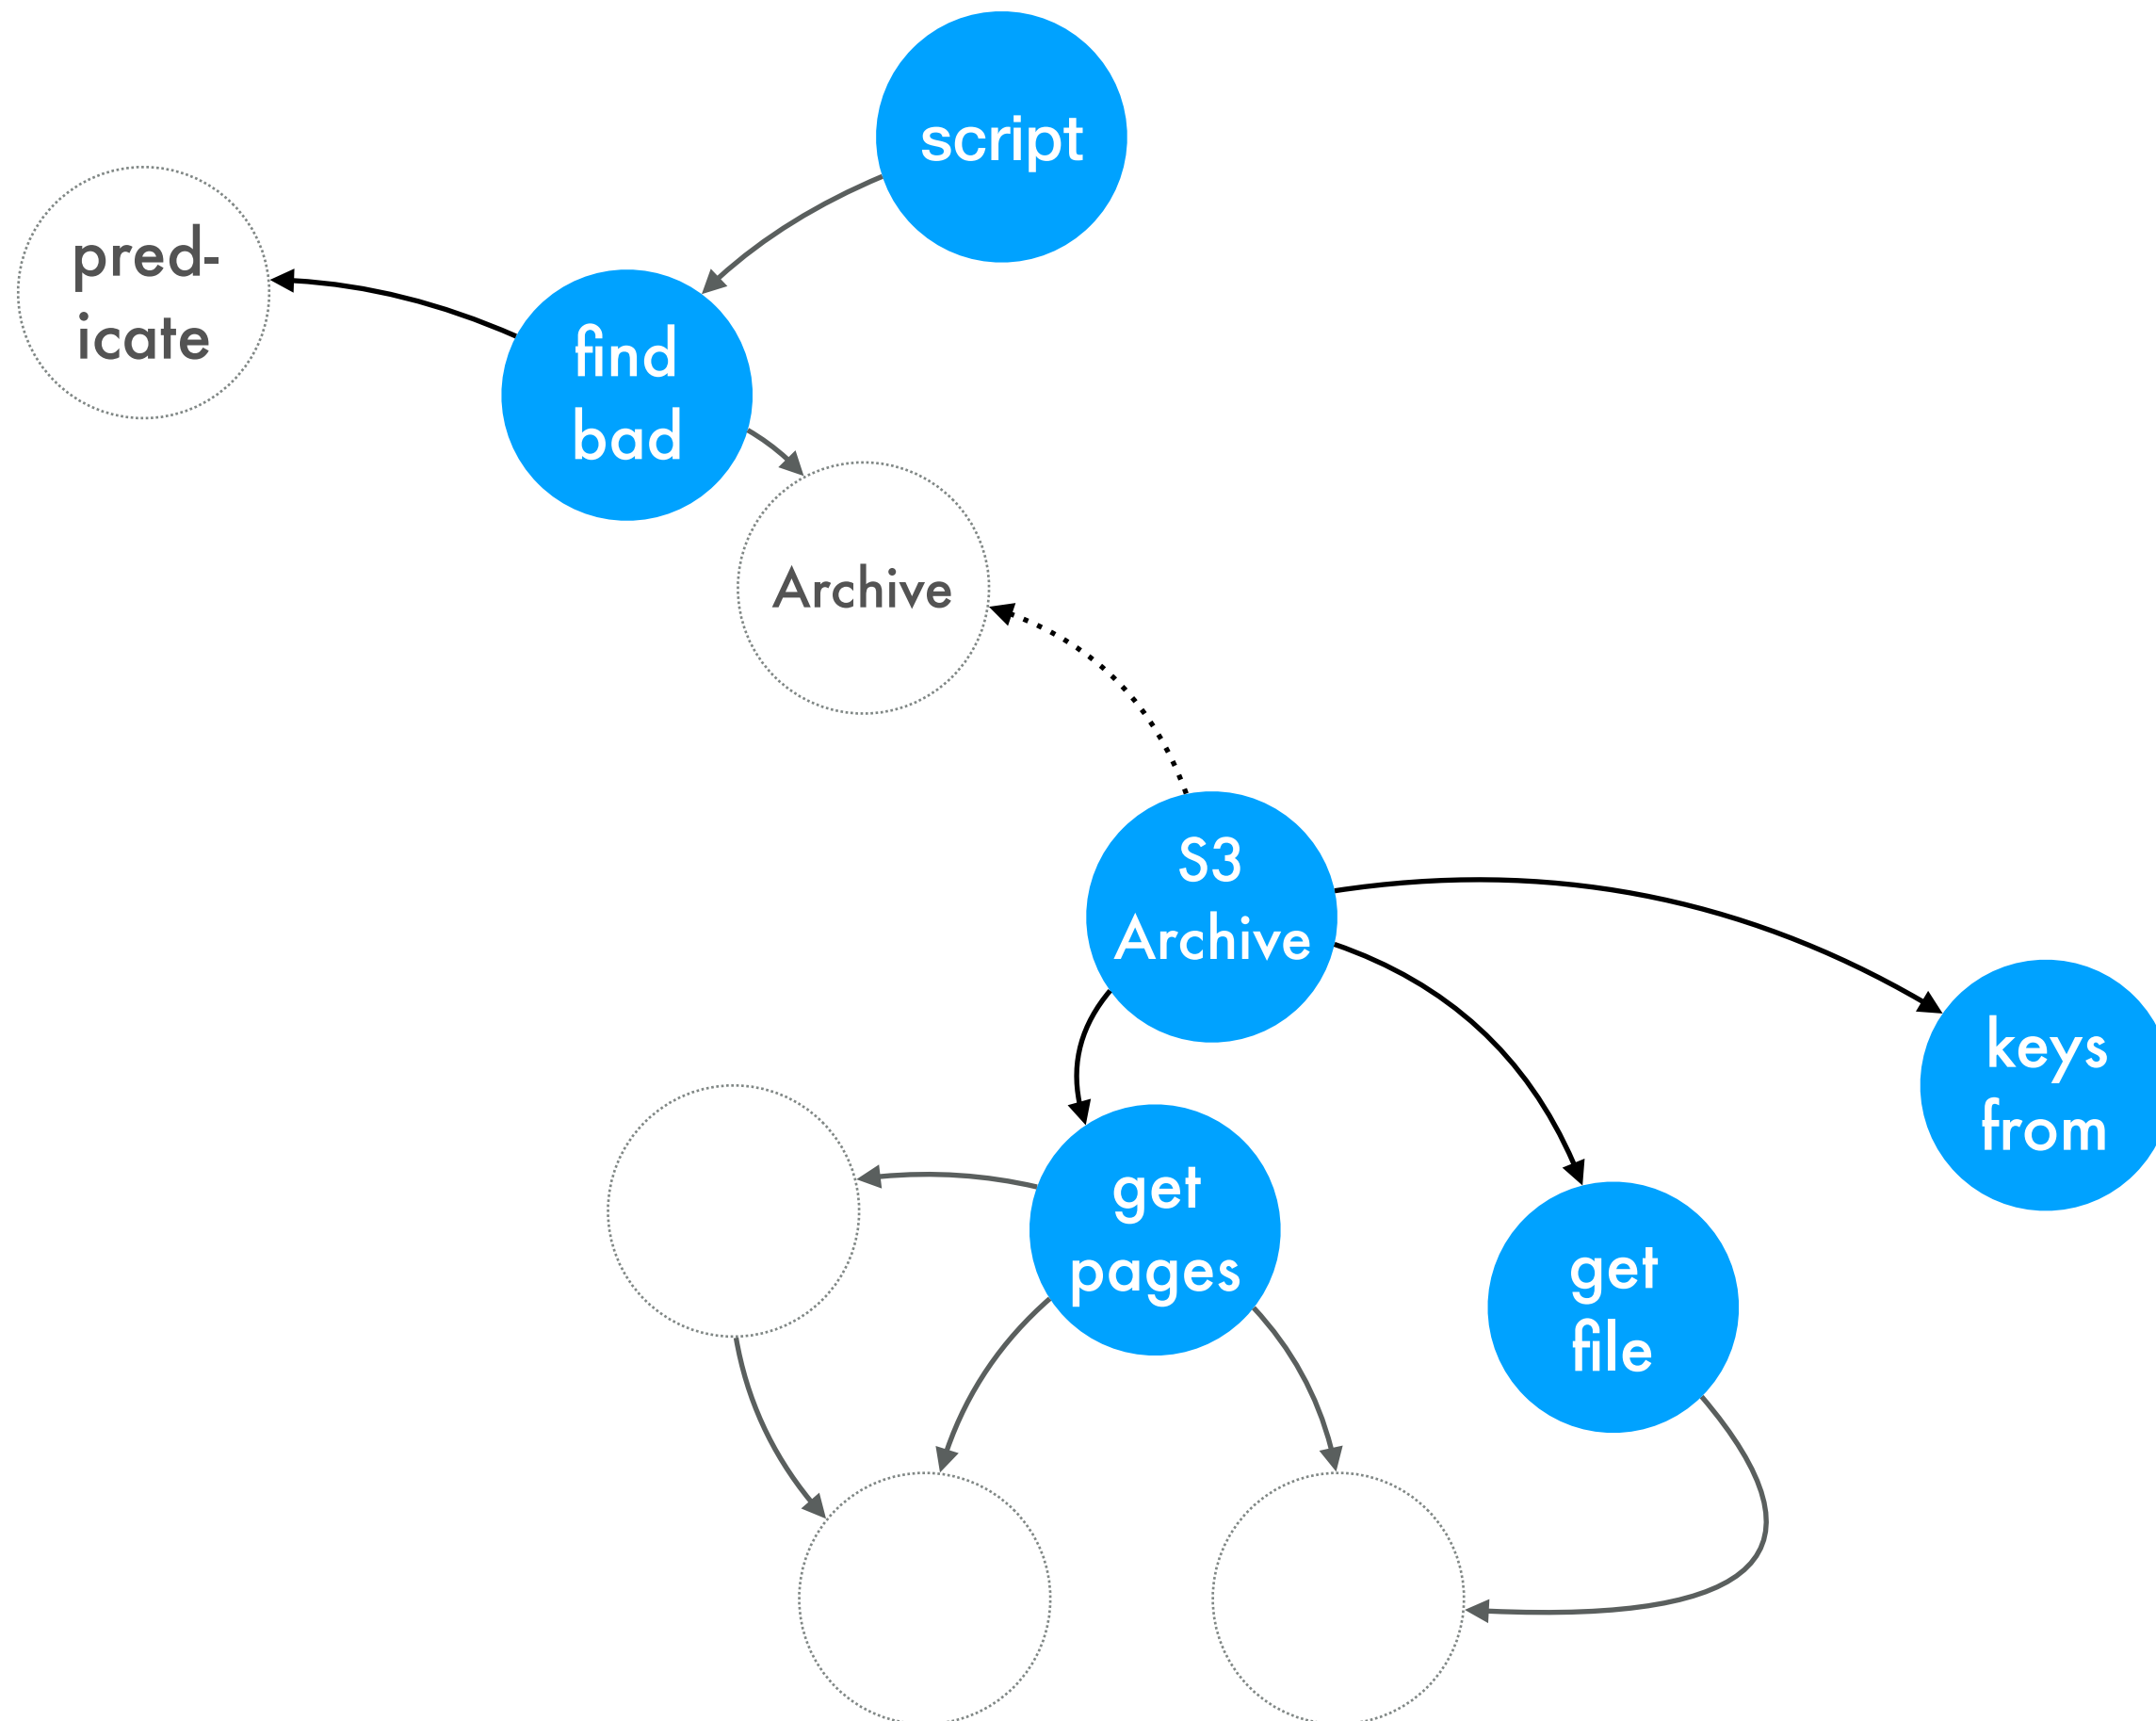 script
pred-
icate
find
bad
Archive
S3
Archive
keys
from
get
pages
get
file